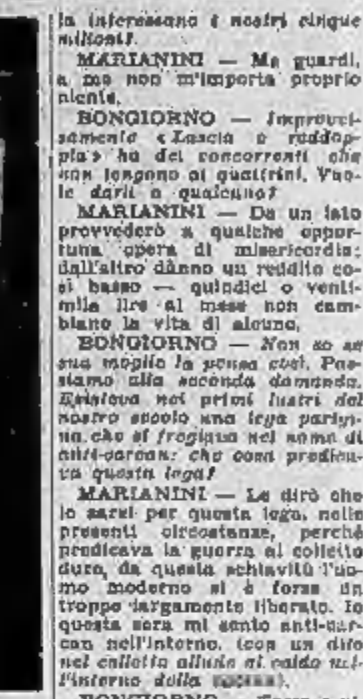 la interessano i nostri cinque
milioni?
MARIANINI — Ma guardi,
a me non m'importa proprio
niente.
BONGIORNO — Improvvi-
samente «Lascia o raddop-
pia» ha dei concorrenti che
non tengono ai quattrini. Vuo-
le darli a qualcuno?
MARIANINI — Da un lato
provvederò a qualche oppor-
tuna opera di misericordia;
dall'altro dànno un reddito co-
sì basso — quindici o venti-
mila lire al mese non cam-
biano la vita di alcuno.
BONGIORNO — Non so se
sua moglie la pensa così. Pas-
siamo alla seconda domanda.
Esisteva nei primi lustri del
nostro secolo una lega parigi-
na che si fregiava nel nome di
anti-carcan: che cosa predica-
va questa lega?
MARIANINI — Le dirò che
io sarei per questa lega, nelle
presenti circostanze, perchè
predicava la guerra al colletto
duro, da questa schiavitù l'uo-
mo moderno si è forse un
troppo largamente liberato. Io
questa sera mi sento anti-car-
can nell'interno. (con un dito
nel colletto allude al caldo nel-
l'interno della
BONGIORNO